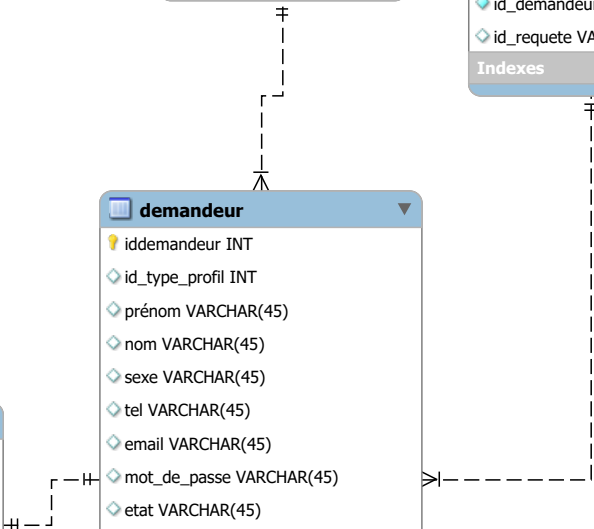 id_demandeur
id_requete VA
Indexes
demandeur
iddemandeur INT
id_type_profil INT
prénom VARCHAR(45)
nom VARCHAR(45)
sexe VARCHAR(45)
tel VARCHAR(45)
email VARCHAR(45)
mot_de_passe VARCHAR(45)
etat VARCHAR(45)